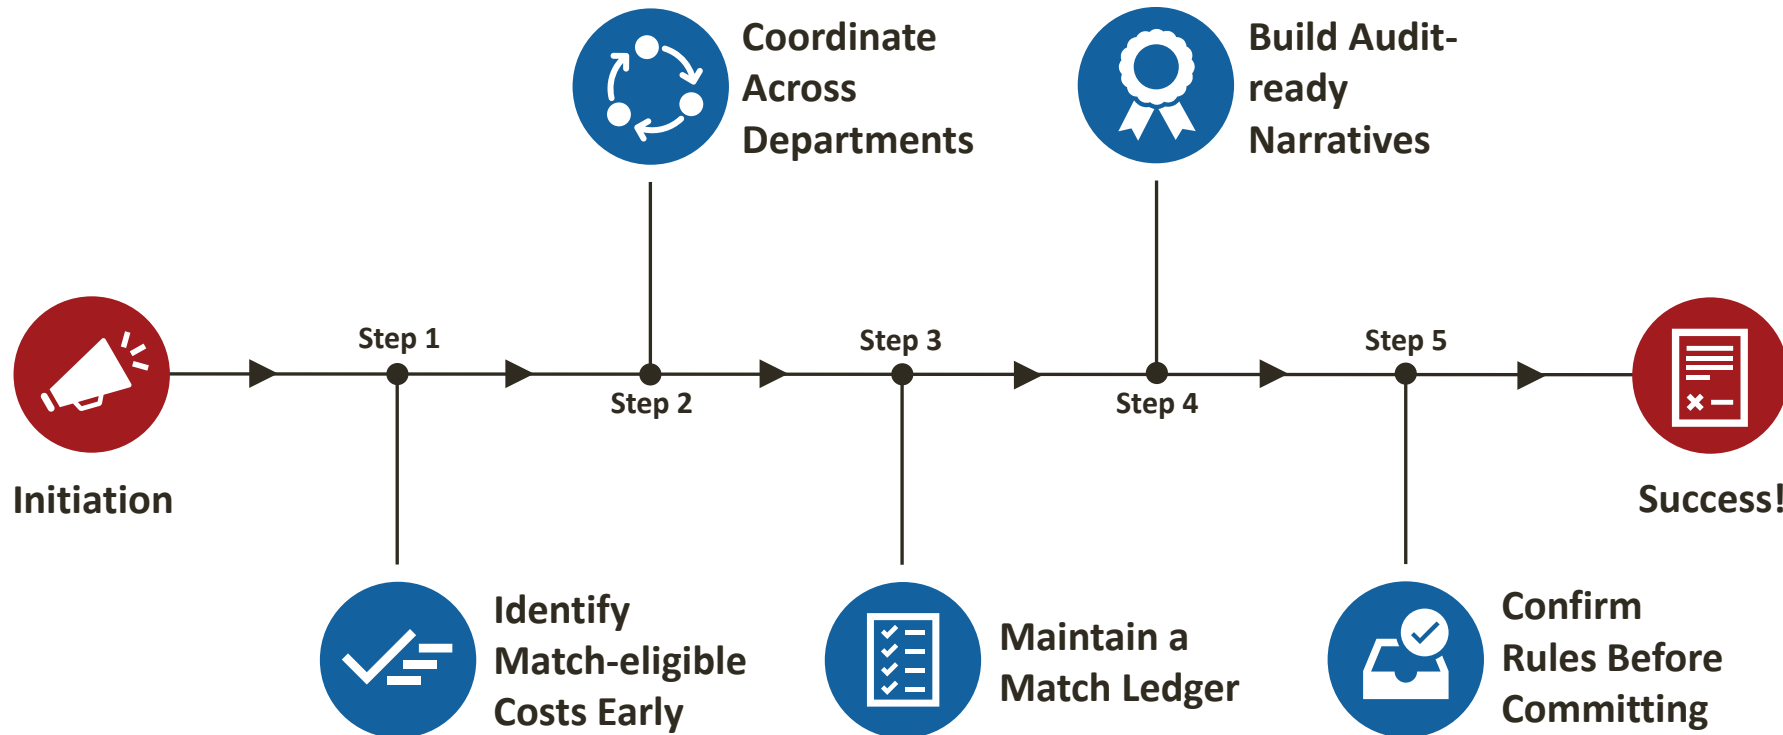 Initiation
Step 1
Identify
Match-eligible
Costs Early
Coordinate
Across
Departments
Step 2
Step 3
Maintain a
Match Ledger
Build Audit-
ready
Narratives
Step 4
Step 5
Confirm
Rules Before
Committing
Success!